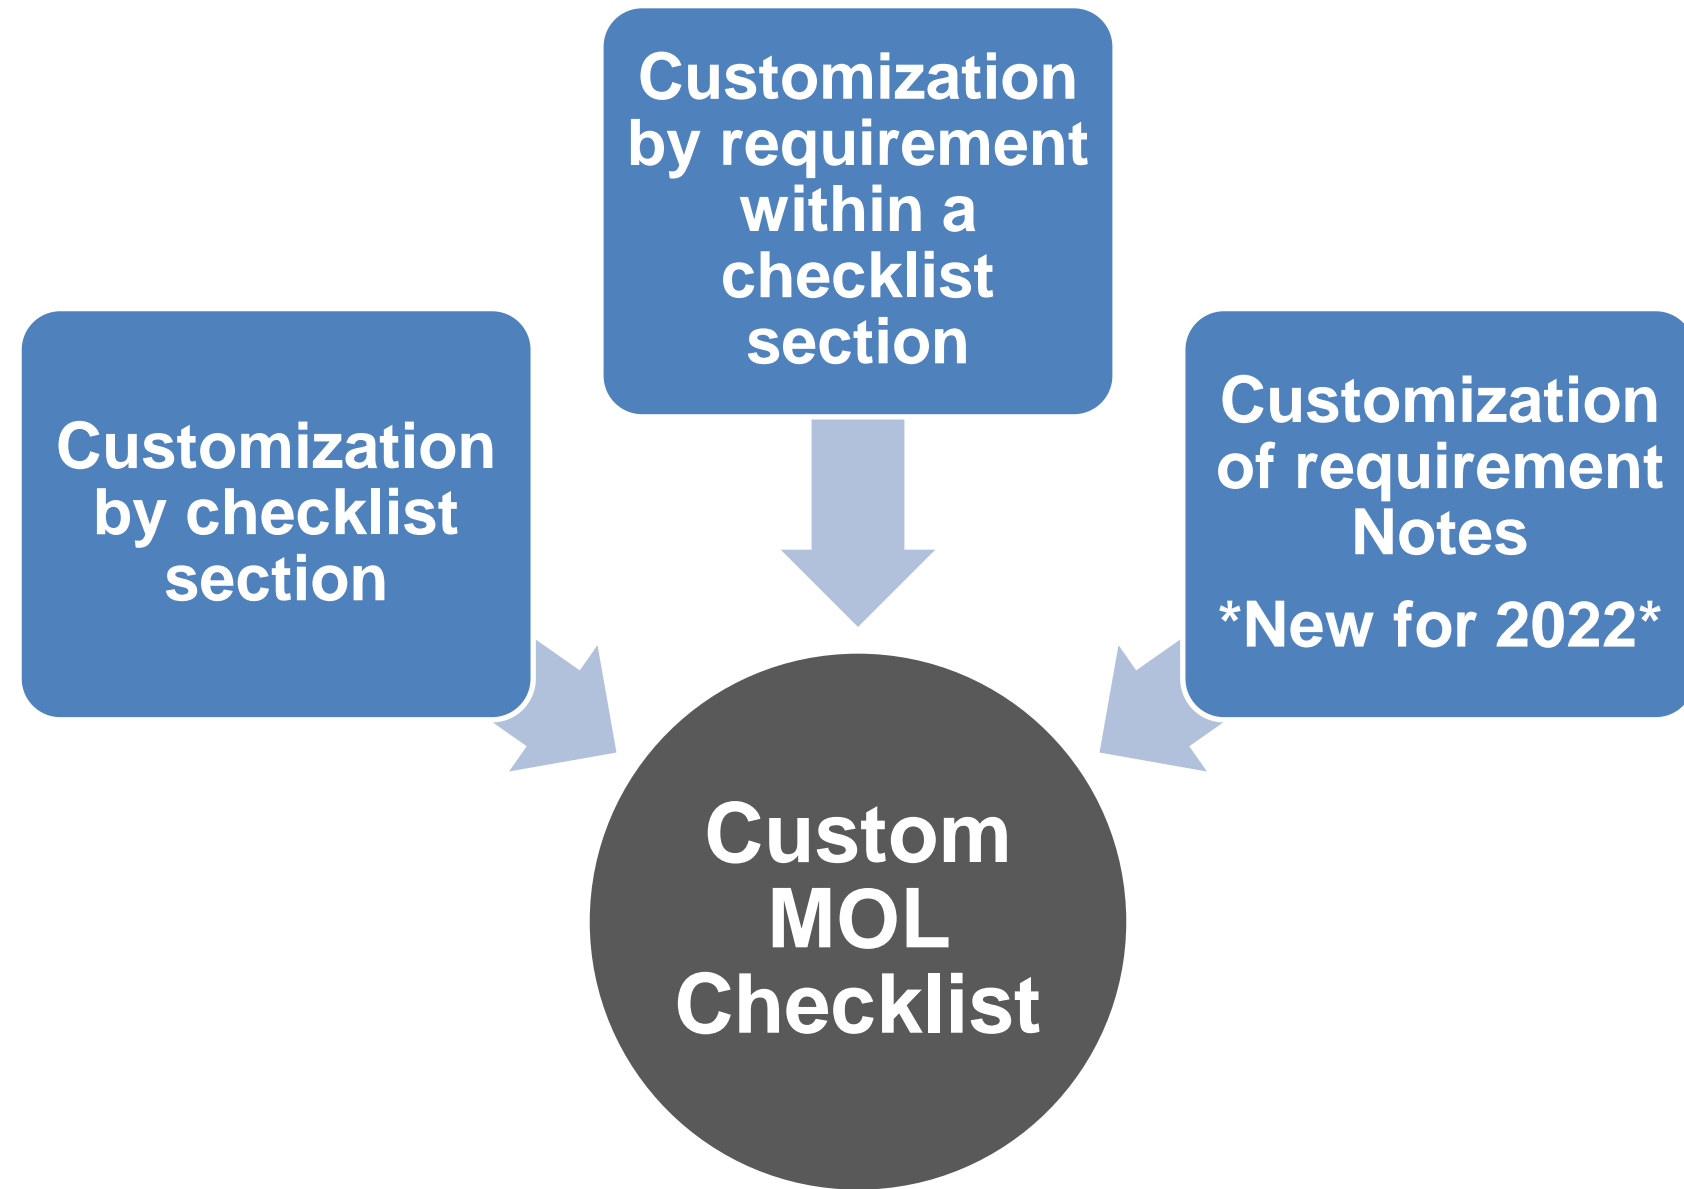 Customization
by checklist
section
Customization
by requirement
within a
checklist
section
Customization
of requirement
Notes
*New for 2022*
Custom
MOL
Checklist